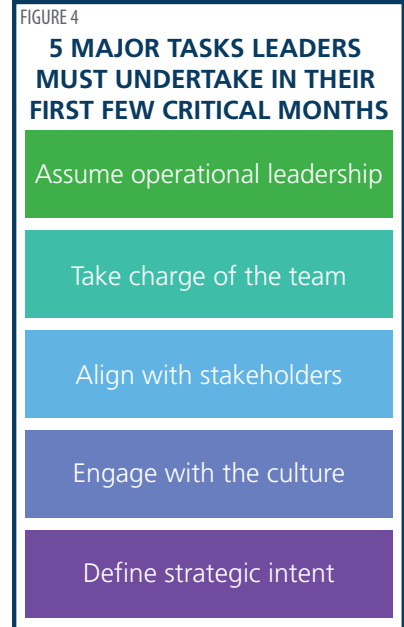 FIGURE 4
5 MAJOR TASKS LEADERS
MUST UNDERTAKE IN THEIR
FIRST FEW CRITICAL MONTHS
Assume operational leadership
Take charge of the team
Align with stakeholders
Engage with the culture
Define strategic intent